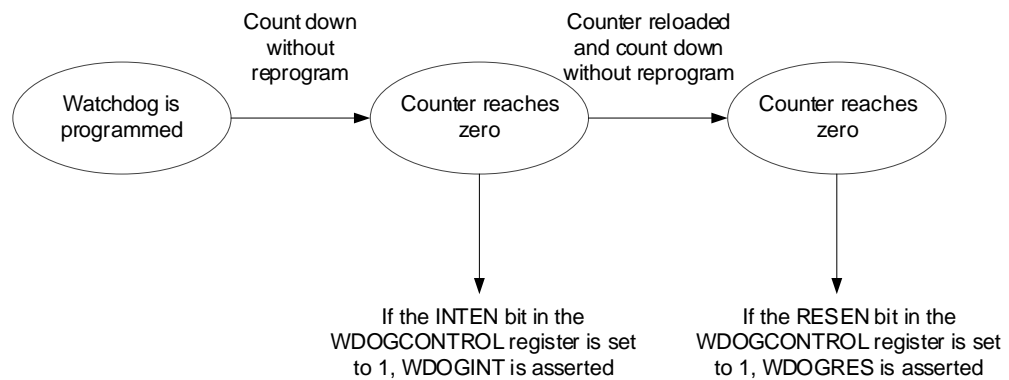 Count down
without
reprogram
Counter reloaded
and count down
without reprogram
Watchdog is
programmed
Counter reaches
zero
Counter reaches
zero
If the INTEN bit in the
WDOGCONTROL register is set
to 1, WDOGINT is asserted
If the RESEN bit in the
WDOGCONTROL register is set
to 1, WDOGRES is asserted